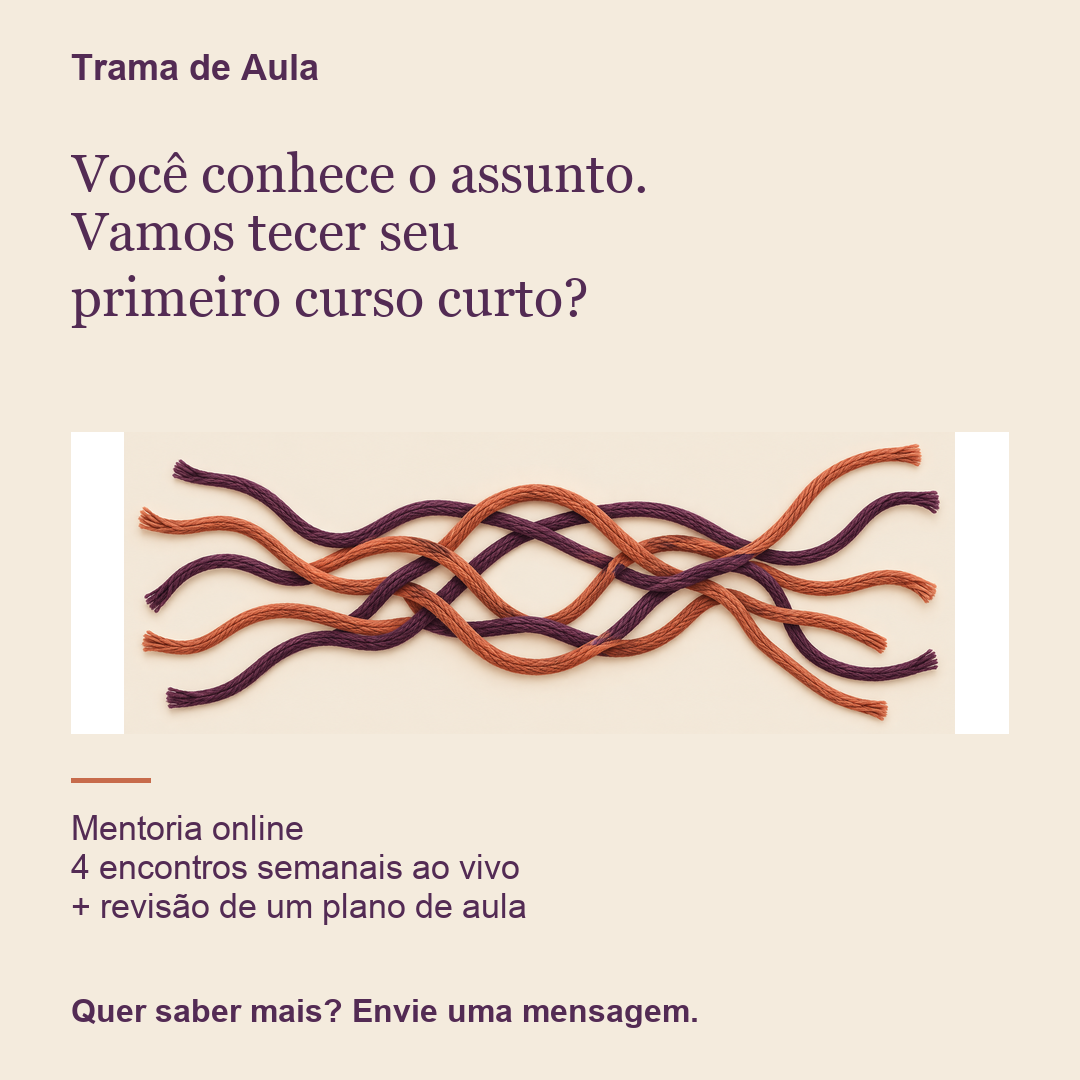 Trama de Aula
Você conhece o assunto.
Vamos tecer seu
primeiro curso curto?
Mentoria online
4 encontros semanais ao vivo
+ revisão de um plano de aula
Quer saber mais? Envie uma mensagem.